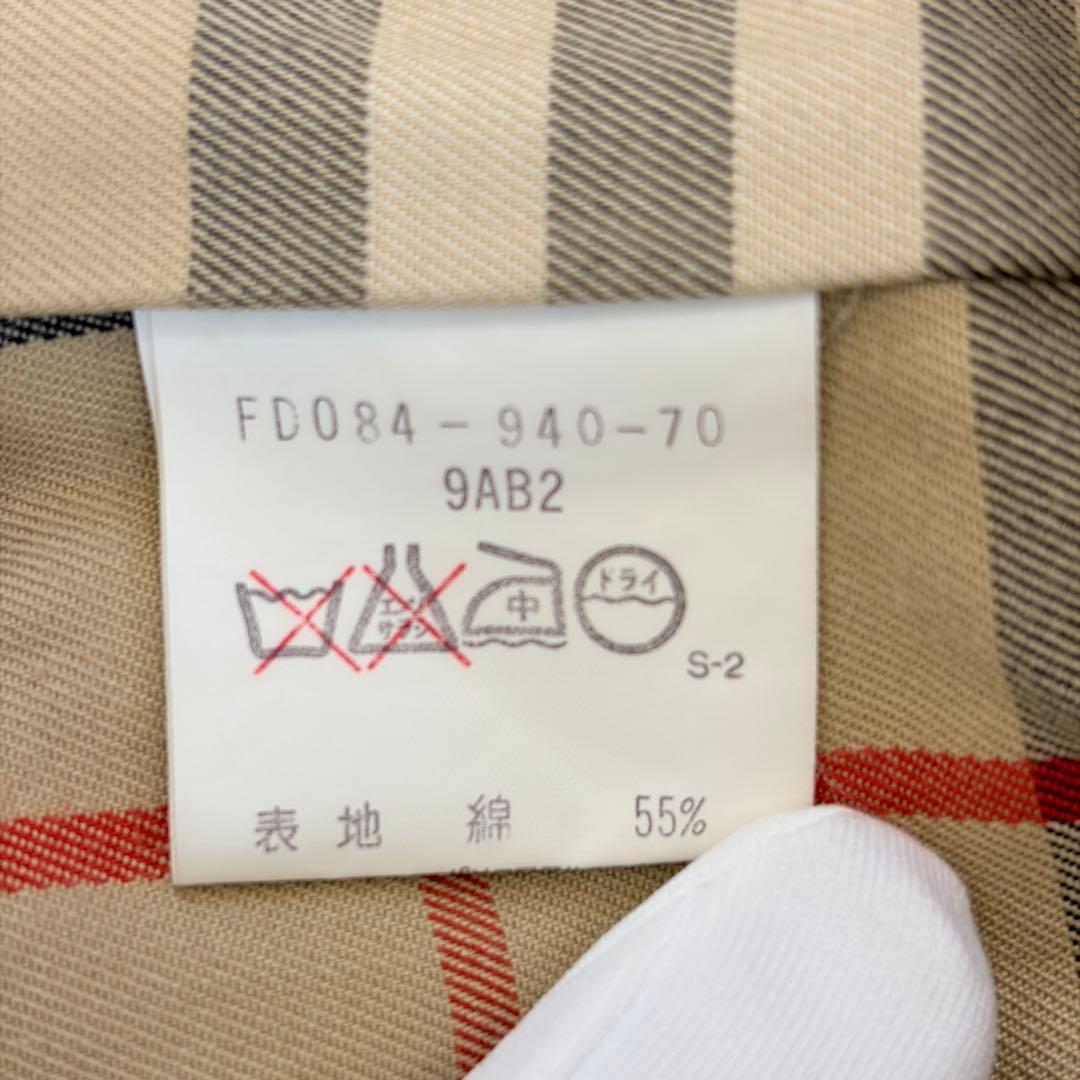 FD084-940-70
9AB2
エンソ
サラシ
中
ドライ
S-2
表地 綿 55%